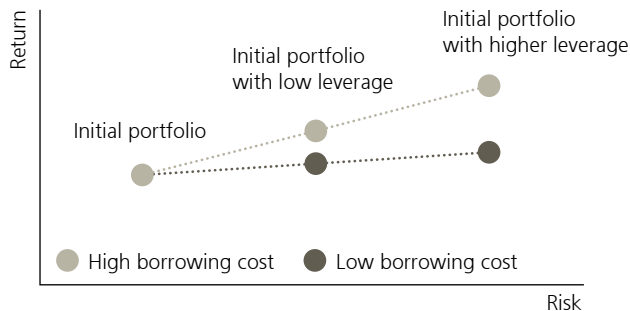 Return
Initial portfolio
with higher leverage
Initial portfolio
with low leverage
Initial portfolio
High borrowing cost
Low borrowing cost
Risk